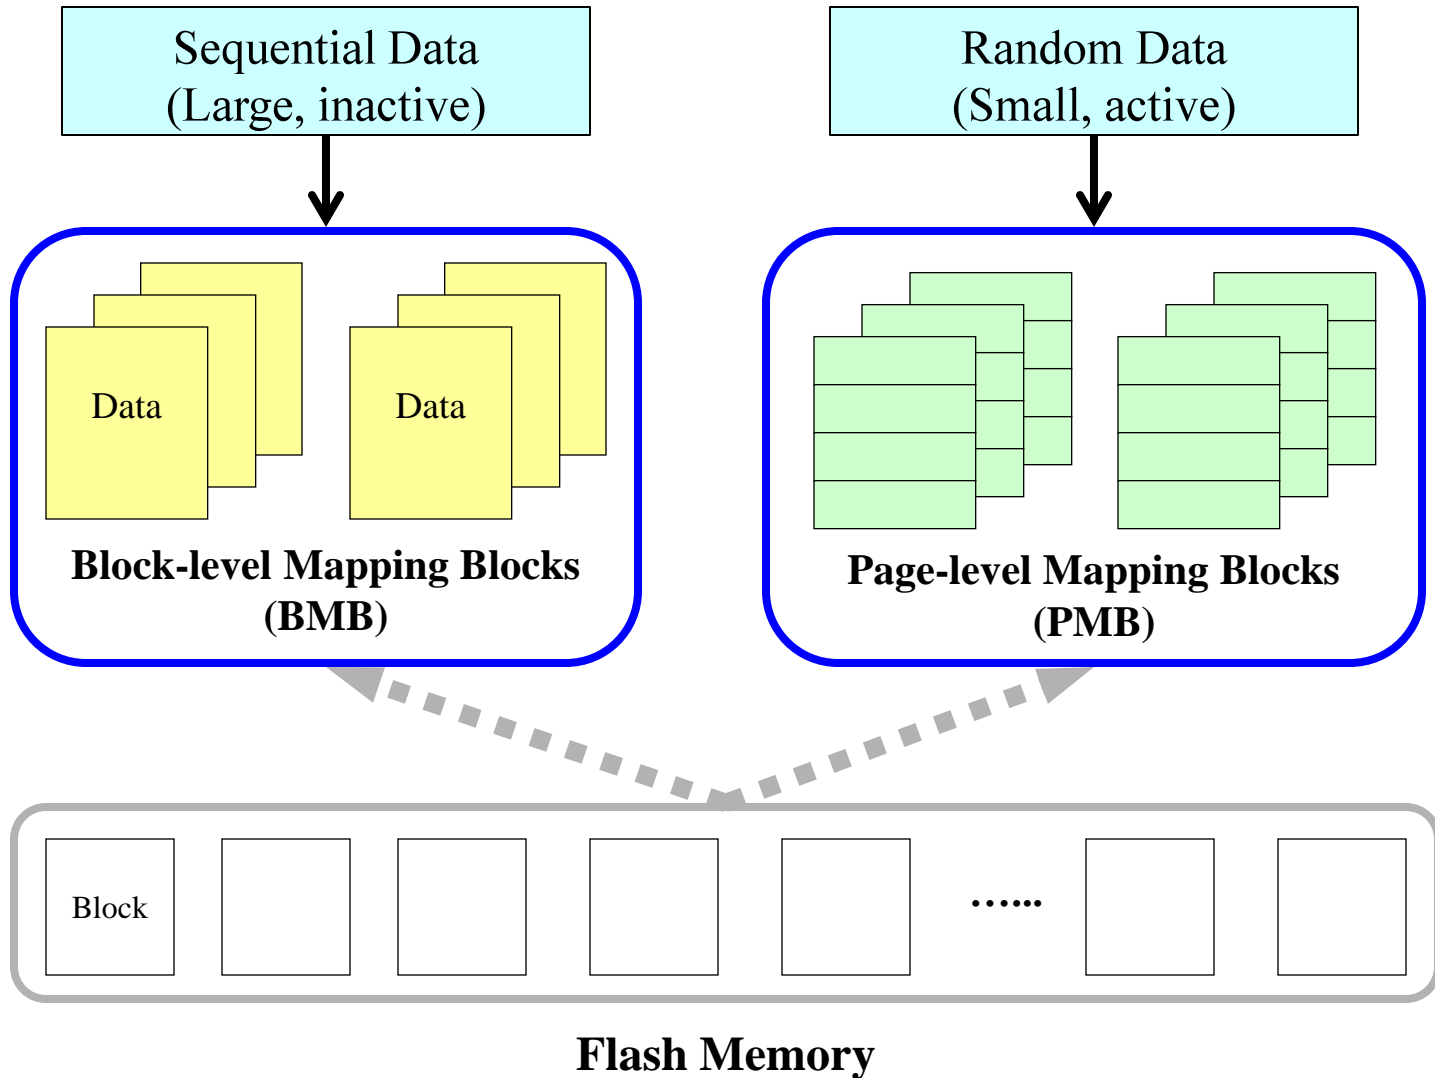 Sequential Data
(Large, inactive)
Random Data
(Small, active)
Data
Data
Block-level Mapping Blocks
(BMB)
Page-level Mapping Blocks
(PMB)
Block
…...
Flash Memory